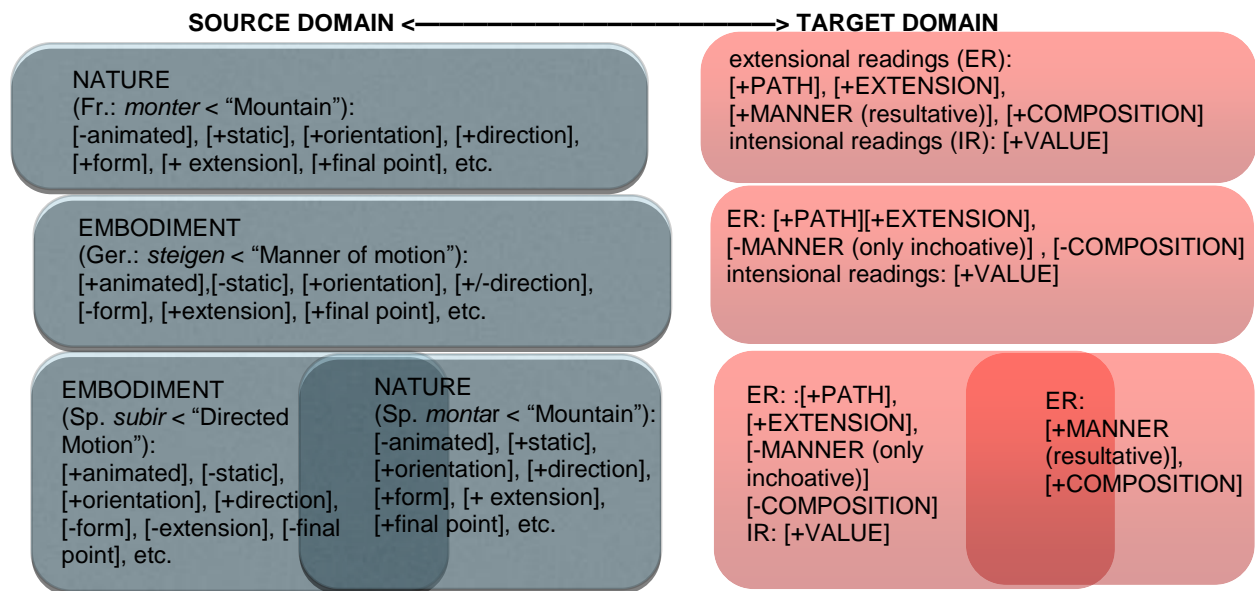 SOURCE DOMAIN <————————————————> TARGET DOMAIN
NATURE
(Fr.: monter < “Mountain”):
[-animated], [+static], [+orientation], [+direction],
[+form], [+ extension], [+final point], etc.
extensional readings (ER):
[+PATH], [+EXTENSION],
[+MANNER (resultative)], [+COMPOSITION]
intensional readings (IR): [+VALUE]
EMBODIMENT
(Ger.: steigen < “Manner of motion”):
[+animated],[-static], [+orientation], [+/-direction],
[-form], [+extension], [+final point], etc.
ER: [+PATH][+EXTENSION],
[-MANNER (only inchoative)] , [-COMPOSITION]
intensional readings: [+VALUE]
EMBODIMENT
(Sp. subir < “Directed
Motion”):
[+animated], [-static],
[+orientation], [+direction],
[-form], [-extension], [-final
point], etc.
NATURE
(Sp. montar < “Mountain”):
[-animated], [+static],
[+orientation], [+direction],
[+form], [+ extension],
[+final point], etc.
ER: :[+PATH],
[+EXTENSION],
[-MANNER (only
inchoative)]
[-COMPOSITION]
IR: [+VALUE]
ER:
[+MANNER
(resultative)],
[+COMPOSITION]